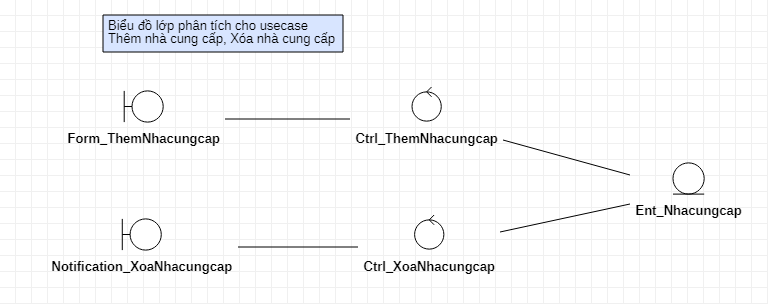 Biểu đồ lớp phân tích cho usecase
Thêm nhà cung cấp, Xóa nhà cung cấp
Form_ThemNhacungcap
Ctrl_ThemNhacungcap
Ent_Nhacungcap
Notification_XoaNhacungcap
Ctrl_XoaNhacungcap